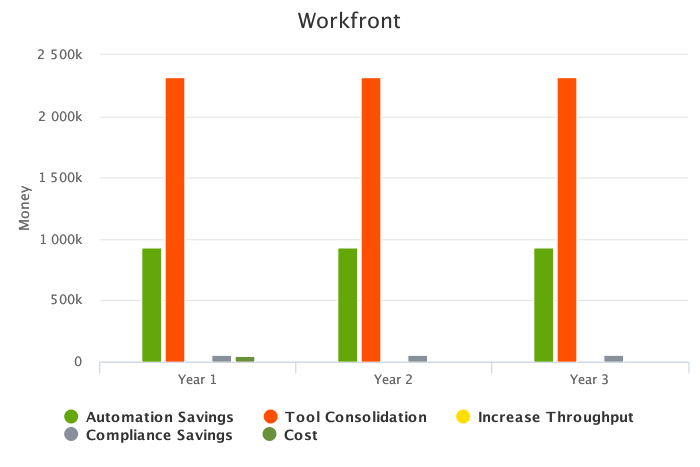 Workfront
2 500k
2 000k
1 500k
1 000k
500k
0
Money
Year 1
Year 2
Year 3
Automation Savings
Tool Consolidation
Increase Throughput
Compliance Savings
Cost